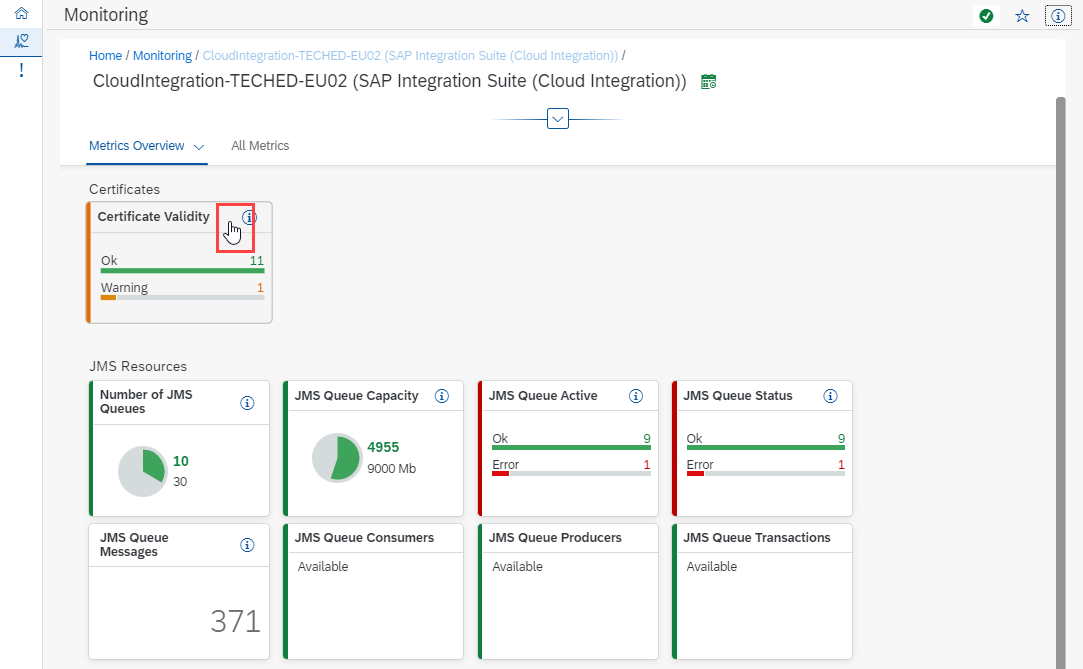 Monitoring
Home / Monitoring / CloudIntegration-TECHED-EU02 (SAP Integration Suite (Cloud Integration)) /
CloudIntegration-TECHED-EU02 (SAP Integration Suite (Cloud Integration))
Metrics Overview All Metrics
Certificates
Certificate Validity
Ok 11
Warning 1
JMS Resources
Number of JMS
Queues
10
30
JMS Queue Capacity
4955
9000 Mb
JMS Queue Active
Ok 9
Error 1
JMS Queue Status
Ok 9
Error 1
JMS Queue
Messages
371
JMS Queue Consumers
Available
JMS Queue Producers
Available
JMS Queue Transactions
Available